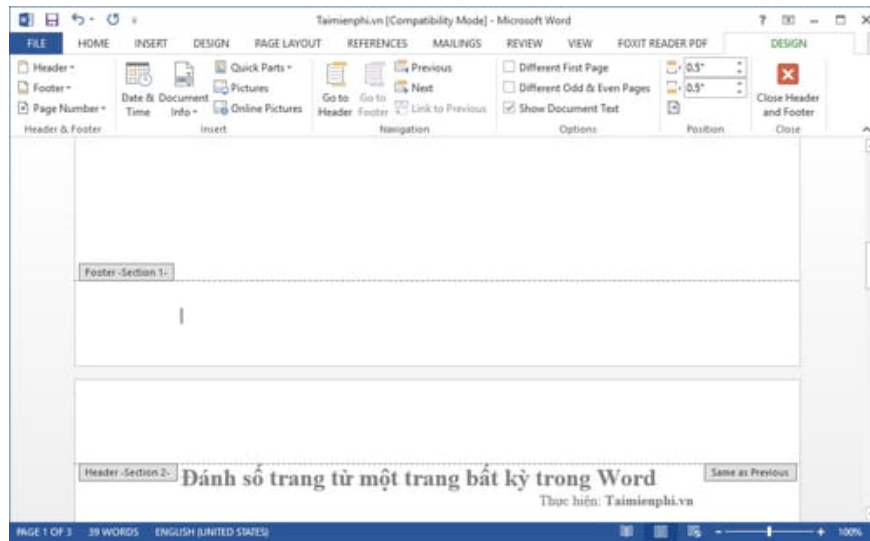 Taimienphi.vn [Compatibility Mode] - Microsoft Word
FILE HOME INSERT DESIGN PAGE LAYOUT REFERENCES MAILINGS REVIEW VIEW FOXIT READER PDF DESIGN
Header
Footer
Page Number
Header & Footer
Date & Time
Document Info
Quick Parts
Pictures
Online Pictures
Insert
Go to Header
Go to Footer
Previous
Next
Link to Previous
Navigation
Different First Page
Different Odd & Even Pages
Show Document Text
Options
0.5"
0.5"
Position
Close Header and Footer
Close
Footer -Section 1-
Header -Section 2-
Đánh số trang từ một trang bất kỳ trong Word
Same as Previous
Thực hiện: Taimienphi.vn
PAGE 1 OF 3 39 WORDS ENGLISH (UNITED STATES) 100%